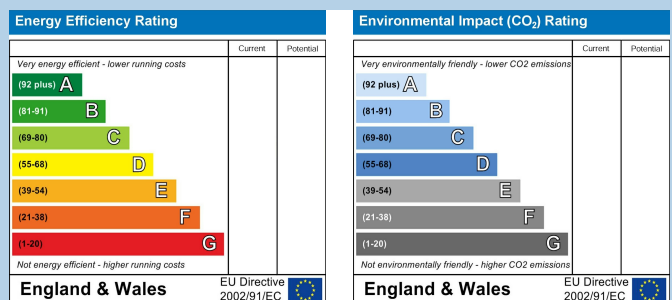 Energy Efficiency Rating
Current Potential
Very energy efficient - lower running costs
(92 plus) A
(81-91) B
(69-80) C
(55-68) D
(39-54) E
(21-38) F
(1-20) G
Not energy efficient - higher running costs
England & Wales
EU Directive
2002/91/EC
Environmental Impact (CO₂) Rating
Current Potential
Very environmentally friendly - lower CO2 emissions
(92 plus) A
(81-91) B
(69-80) C
(55-68) D
(39-54) E
(21-38) F
(1-20) G
Not environmentally friendly - higher CO2 emissions
England & Wales
EU Directive
2002/91/EC